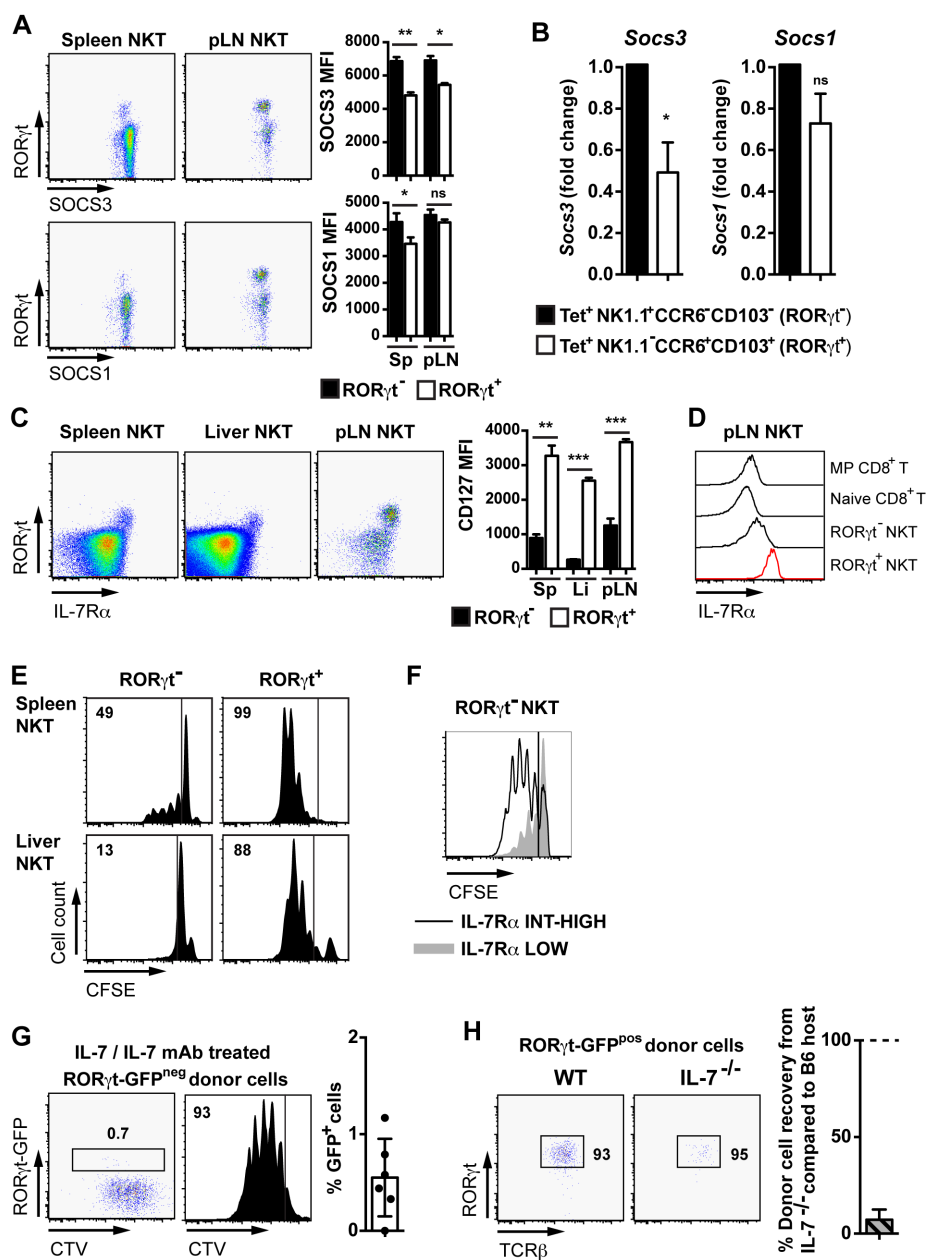 A
Spleen NKT
pLN NKT
RORγt
SOCS3
RORγt
SOCS1
SOCS3 MFI
8000
6000
4000
2000
0
**
*
SOCS1 MFI
5000
4000
3000
2000
1000
0
*
ns
Sp
pLN
RORγt-
RORγt+
B
Socs3
Socs1
Socs3 (fold change)
1.0
0.8
0.6
0.4
0.2
0.0
*
Socs1 (fold change)
1.0
0.8
0.6
0.4
0.2
0.0
ns
Tet+ NK1.1+CCR6-CD103- (RORγt-)
Tet+ NK1.1-CCR6+CD103+ (RORγt+)
C
Spleen NKT
Liver NKT
pLN NKT
RORγt
IL-7Rα
CD127 MFI
4000
3000
2000
1000
0
**
***
***
Sp
Li
pLN
RORγt-
RORγt+
D
pLN NKT
MP CD8+ T
Naive CD8+ T
RORγt- NKT
RORγt+ NKT
IL-7Rα
E
RORγt-
RORγt+
Spleen
NKT
49
99
Liver
NKT
13
88
Cell count
CFSE
F
RORγt- NKT
CFSE
IL-7Rα INT-HIGH
IL-7Rα LOW
G
IL-7 / IL-7 mAb treated
RORγt-GFPneg donor cells
0.7
93
RORγt-GFP
CTV
CTV
% GFP+ cells
2
1
0
H
RORγt-GFPpos donor cells
WT
IL-7 -/-
93
95
RORγt
TCRβ
% Donor cell recovery from
IL-7 -/- compared to B6 host
100
50
0